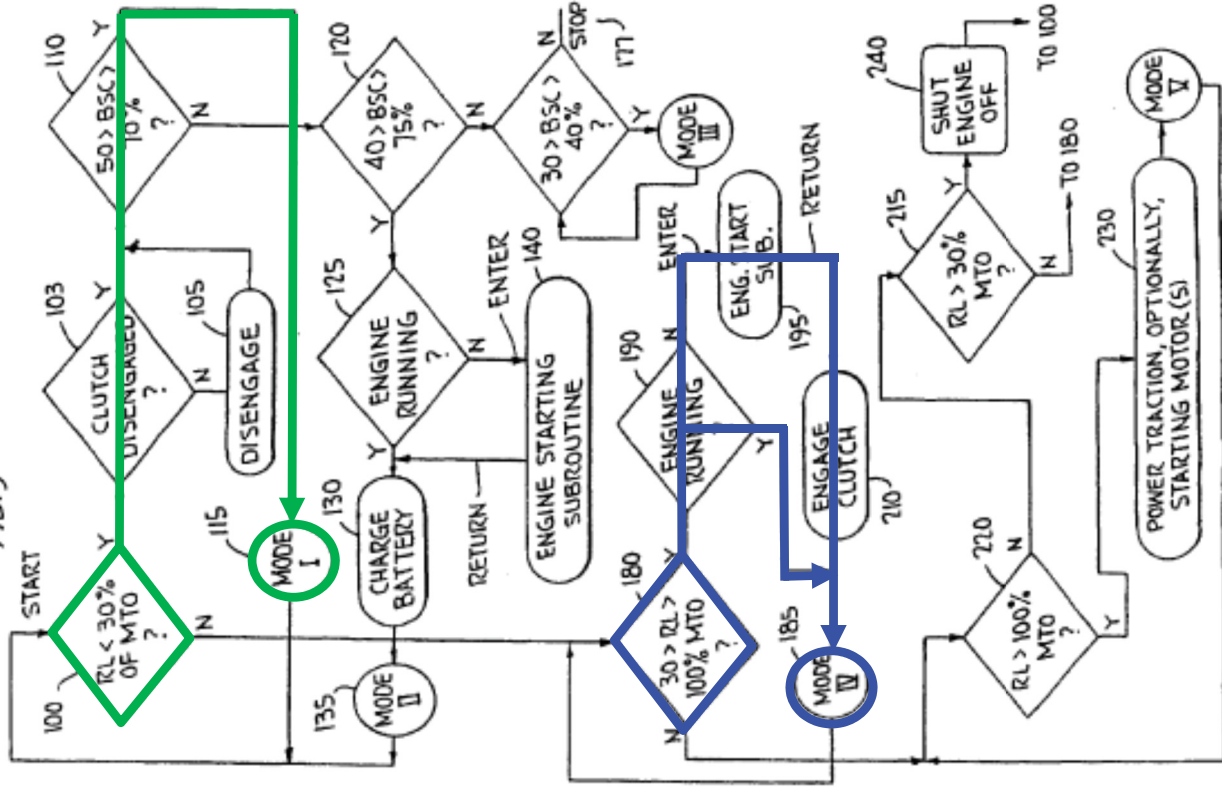 START
100
RL < 30%
OF MTO
?
Y
N
103
CLUTCH
DISENGAGED
?
Y
N
105
DISENGAGE
110
50 > BSC >
70%
?
Y
N
115
MODE
I
120
40 > BSC >
75%
?
Y
N
125
ENGINE
RUNNING
?
Y
N
ENTER
130
CHARGE
BATTERY
135
MODE
II
RETURN
140
ENGINE STARTING
SUBROUTINE
30 > BSC >
40%
?
N
STOP
177
Y
MODE
III
180
30 > RL >
100% MTO
?
Y
N
185
MODE
IV
190
ENGINE
RUNNING
N
Y
ENTER
ENG. START
SUB.
195
RETURN
ENGAGE
CLUTCH
210
215
RL > 30%
MTO
?
Y
N
TO 180
240
SHUT
ENGINE
OFF
TO 100
220
RL > 100%
MTO
?
N
Y
230
POWER TRACTION, OPTIONALLY,
STARTING MOTOR(S)
MODE
V